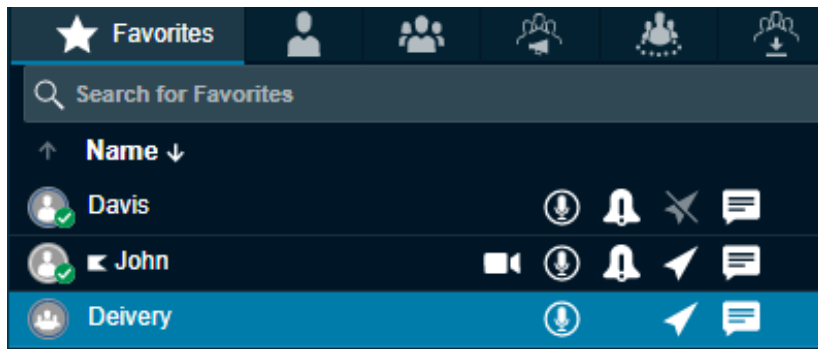 Favorites
Search for Favorites
Name
Davis
John
Deivery